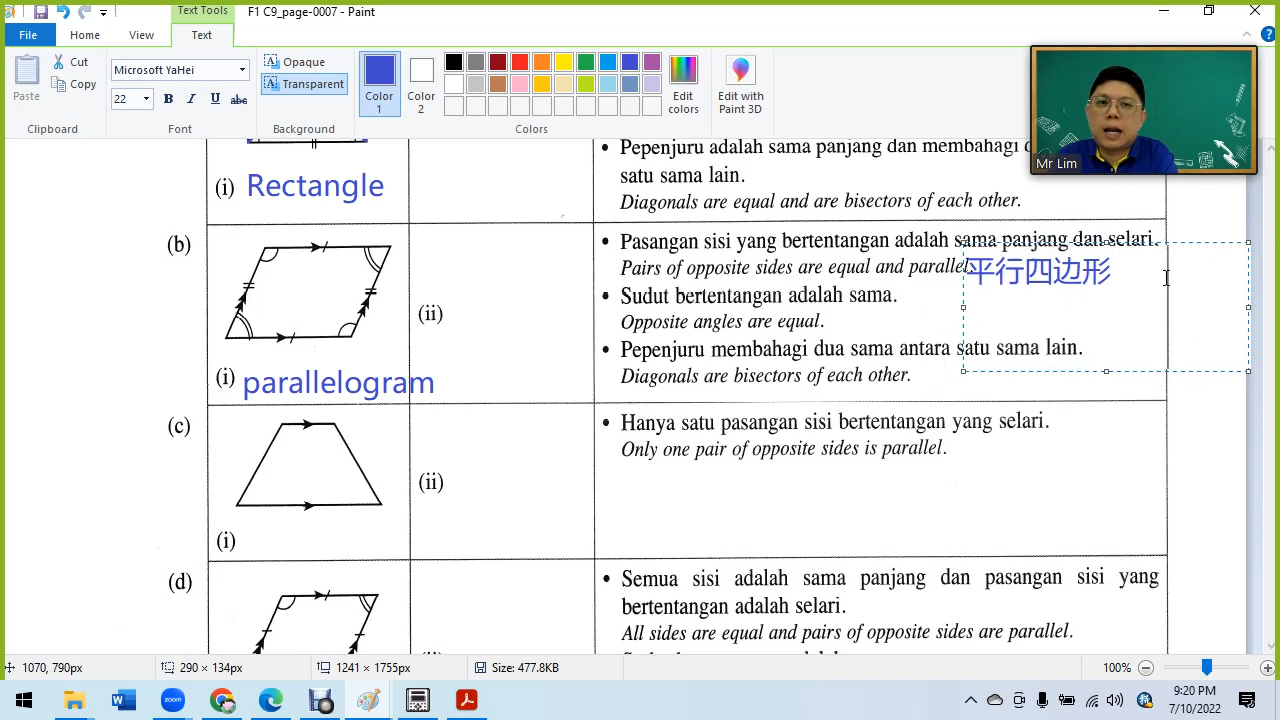 Text Tools
F1 C9_page-0007 - Paint
File
Home
View
Text
Paste
Cut
Copy
Clipboard
Microsoft YaHei
22
B
I
U
abc
Font
Opaque
Transparent
Background
Color
1
Color
2
Edit
colors
Edit with
Paint 3D
Colors
Mr Lim
(i) Rectangle
• Pepenjuru adalah sama panjang dan membahagi
satu sama lain.
Diagonals are equal and are bisectors of each other.
(b)
(i) parallelogram
(ii)
• Pasangan sisi yang bertentangan adalah sama panjang dan selari.
Pairs of opposite sides are equal and parallel.
平行四边形
• Sudut bertentangan adalah sama.
Opposite angles are equal.
• Pepenjuru membahagi dua sama antara satu sama lain.
Diagonals are bisectors of each other.
(c)
(i)
(ii)
• Hanya satu pasangan sisi bertentangan yang selari.
Only one pair of opposite sides is parallel.
(d)
• Semua sisi adalah sama panjang dan pasangan sisi yang
bertentangan adalah selari.
All sides are equal and pairs of opposite sides are parallel.
1070, 790px
290 × 134px
1241 × 1755px
Size: 497.8KB
100%
zoom
9:20 PM
7/10/2022